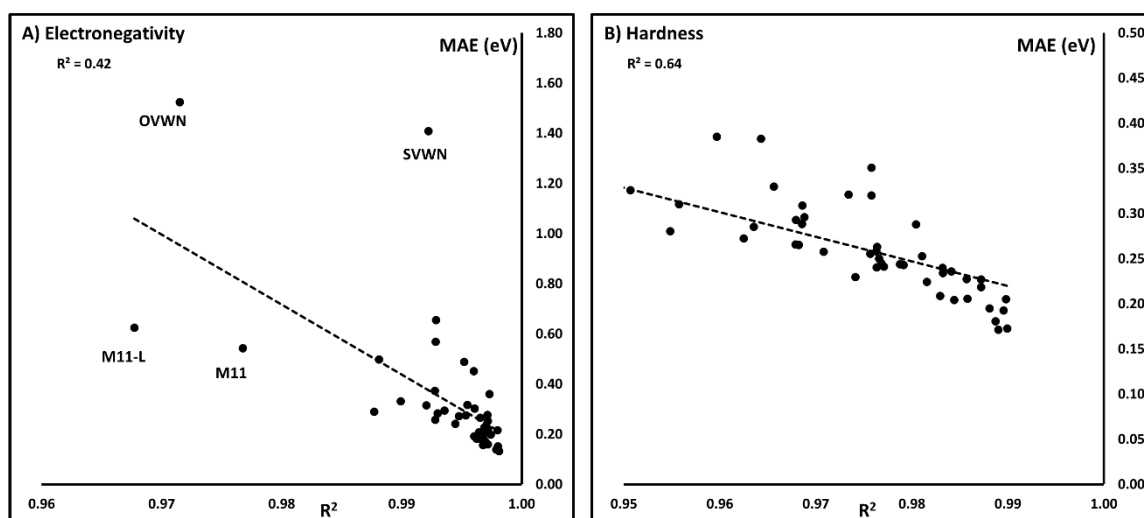 A) Electronegativity
MAE (eV)
R² = 0.42
OVWN
SVWN
M11-L
M11
1.80
1.60
1.40
1.20
1.00
0.80
0.60
0.40
0.20
0.00
0.96
0.97
0.98
0.99
1.00
R²
B) Hardness
MAE (eV)
R² = 0.64
0.50
0.45
0.40
0.35
0.30
0.25
0.20
0.15
0.10
0.05
0.00
0.95
0.96
0.97
0.98
0.99
1.00
R²